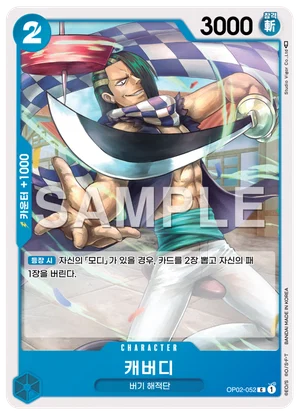 2
3000
참격
斬
Studio Vigor Co.,Ltd
카운터 +1000
SAMPLE
등장 시 자신의 「모디」가 있을 경우, 카드를 2장 뽑고 자신의 패
1장을 버린다.
CHARACTER
캐버디
버기 해적단
OP02-052 C 1
BANDAI MADE IN KOREA